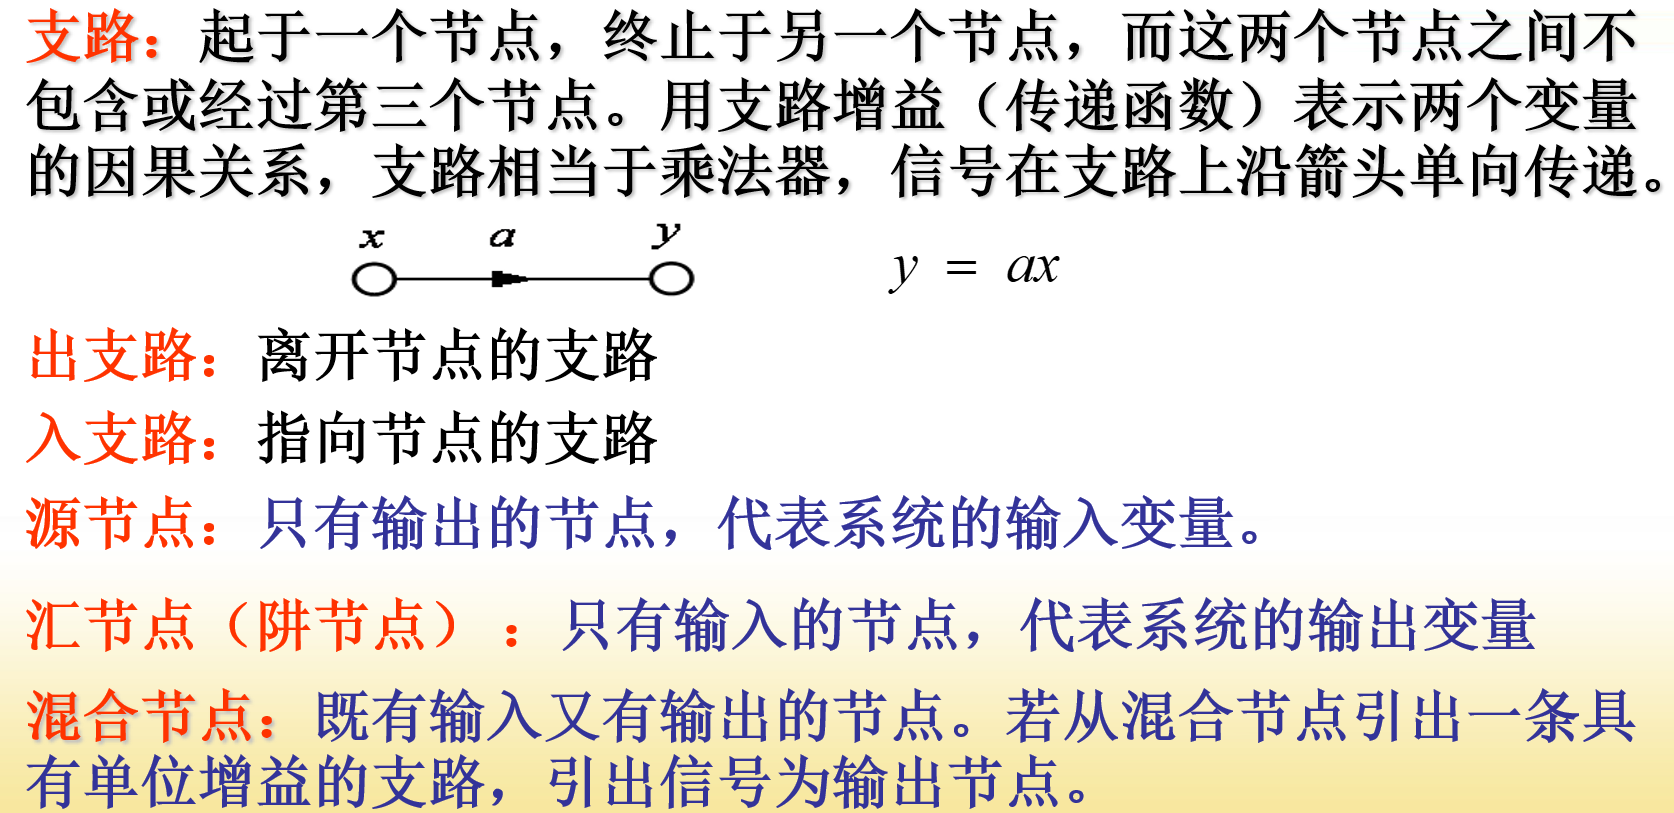 支路：起于一个节点，终止于另一个节点，而这两个节点之间不
包含或经过第三个节点。用支路增益（传递函数）表示两个变量
的因果关系，支路相当于乘法器，信号在支路上沿箭头单向传递。
x a y
y = ax
出支路：离开节点的支路
入支路：指向节点的支路
源节点：只有输出的节点，代表系统的输入变量。
汇节点（阱节点）：只有输入的节点，代表系统的输出变量
混合节点：既有输入又有输出的节点。若从混合节点引出一条具
有单位增益的支路，引出信号为输出节点。